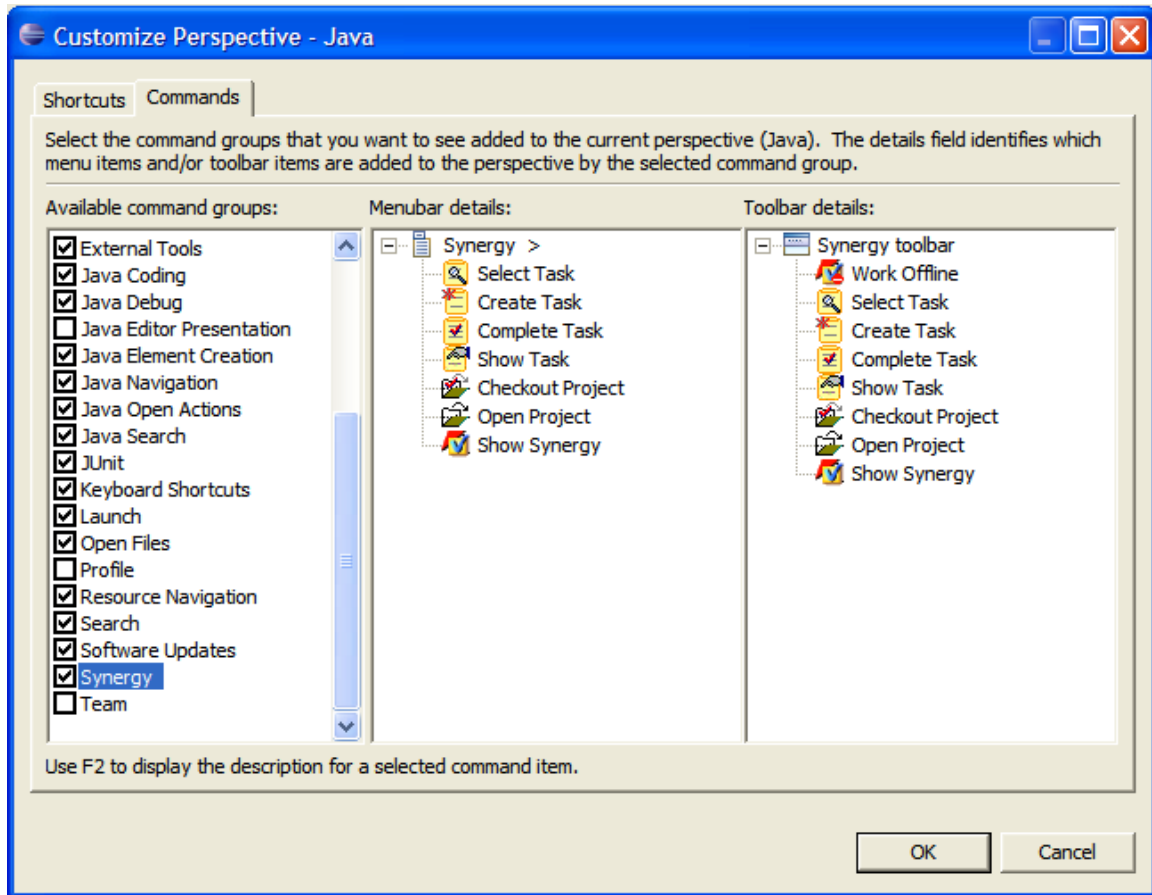 Customize Perspective - Java
Shortcuts
Commands
Select the command groups that you want to see added to the current perspective (Java).  The details field identifies which
menu items and/or toolbar items are added to the perspective by the selected command group.
Available command groups:
External Tools
Java Coding
Java Debug
Java Editor Presentation
Java Element Creation
Java Navigation
Java Open Actions
Java Search
JUnit
Keyboard Shortcuts
Launch
Open Files
Profile
Resource Navigation
Search
Software Updates
Synergy
Team
Menubar details:
Synergy >
Select Task
Create Task
Complete Task
Show Task
Checkout Project
Open Project
Show Synergy
Toolbar details:
Synergy toolbar
Work Offline
Select Task
Create Task
Complete Task
Show Task
Checkout Project
Open Project
Show Synergy
Use F2 to display the description for a selected command item.
OK
Cancel